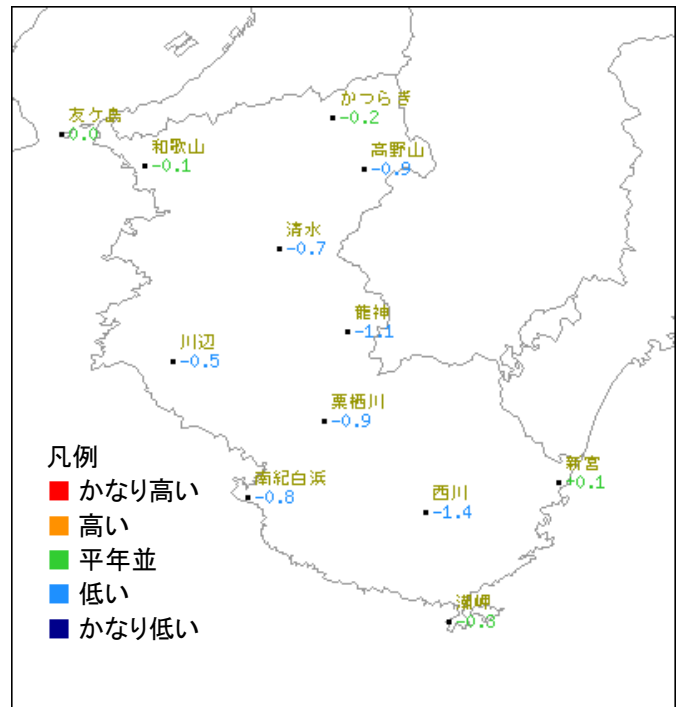 かつらぎ
-0.2
友ケ島
0.0
和歌山
-0.1
高野山
-0.9
清水
-0.7
龍神
-1.1
川辺
-0.5
栗栖川
-0.9
南紀白浜
-0.8
西川
-1.4
新宮
+0.1
潮岬
凡例
かなり高い
高い
平年並
低い
かなり低い